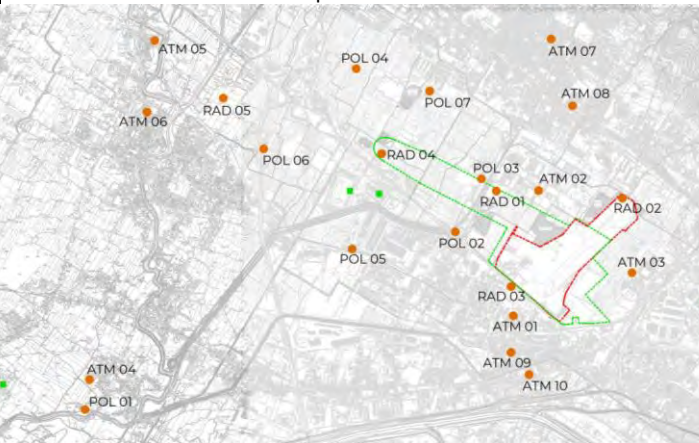 ATM 05
ATM 07
POL 04
POL 07
ATM 08
RAD 05
ATM 06
POL 06
RAD 04
POL 03
ATM 02
RAD 01
RAD 02
POL 02
POL 05
ATM 03
RAD 03
ATM 01
ATM 09
ATM 04
ATM 10
POL 01